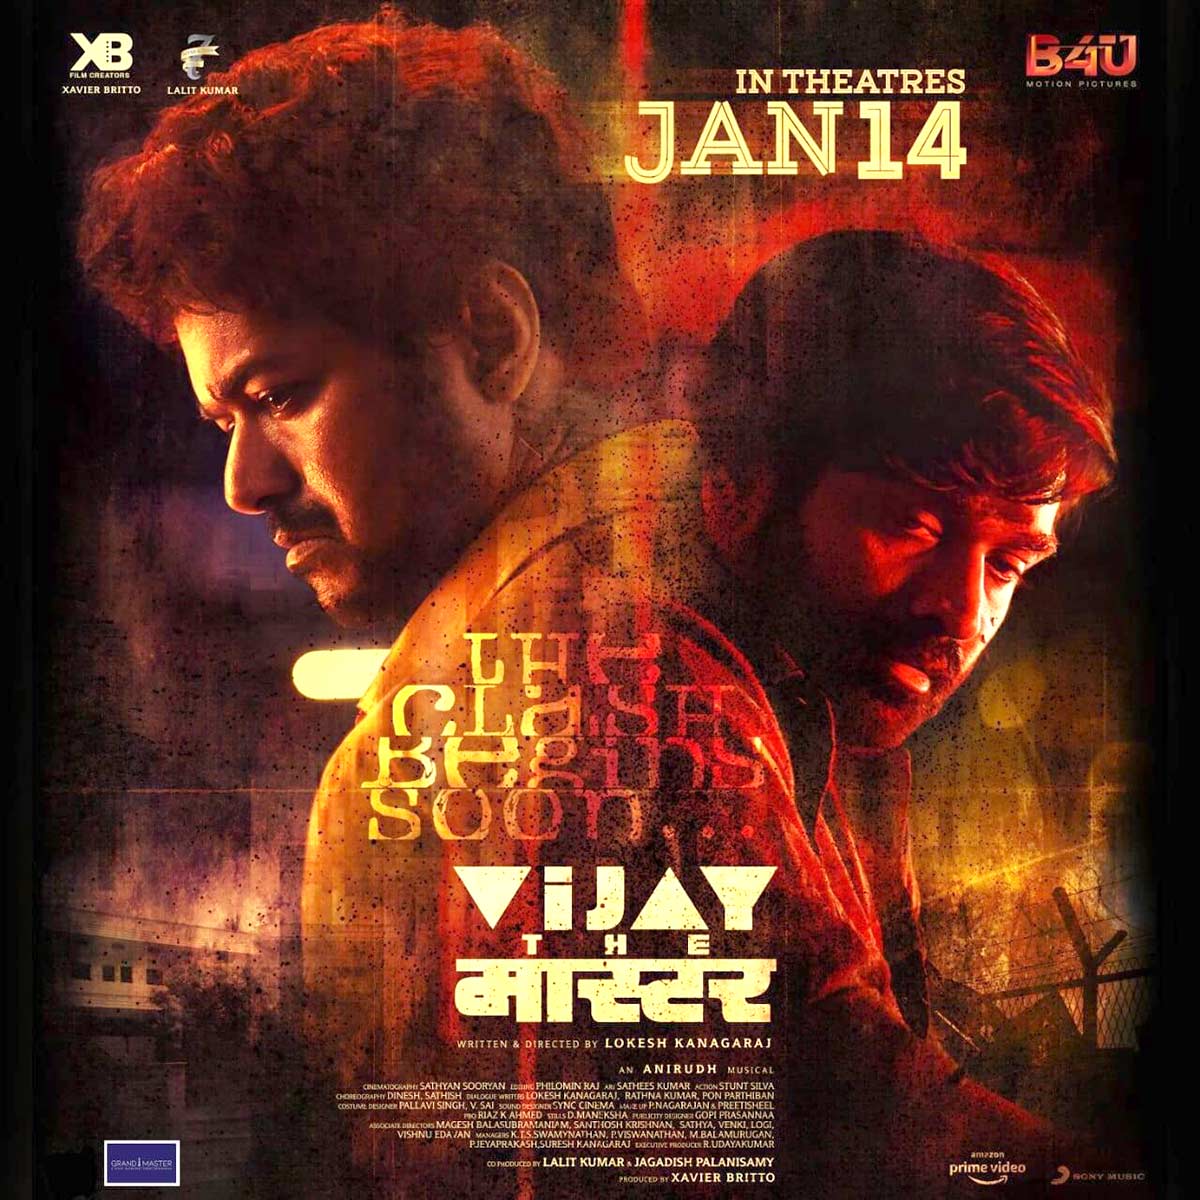 XB
FILM CREATORS
XAVIER BRITTO
7
LALIT KUMAR
B4U
MOTION PICTURES
IN THEATRES
JAN 14
THE
CLASH
BEGINS
SOON...
ViJAY
THE
मास्टर
WRITTEN & DIRECTED BY LOKESH KANAGARAJ
AN ANIRUDH MUSICAL
CINEMATOGRAPHY SATHYAN SOORYAN EDITING PHILOMIN RAJ ART SATHEES KUMAR ACTION STUNT SILVA
CHOREOGRAPHY DINESH, SATHISH DIALOGUE WRITERS LOKESH KANAGARAJ, RATHNA KUMAR, PON PARTHIBAN
COSTUME DESIGNER PALLAVI SINGH, V. SAI SOUND DESIGNER SYNC CINEMA MAKE UP P.NAGARAJAN & PREETISHEEL
PRO RIAZ K AHMED STILLS D.MANEKSHA PUBLICITY DESIGNER GOPI PRASANNAA
ASSOCIATE DIRECTORS MAGESH BALASUBRAMANIAM, SANTHOSH KRISHNAN, SATHYA, VENKI, LOGI,
VISHNU EDAVAN MANAGERS K.T.S.SWAMYNATHAN, P.VISWANATHAN, M.BALAMURUGAN,
P.JEYAPRAKASH,SURESH KANAGARAJ EXECUTIVE PRODUCER R.UDAYAKUMAR
CO PRODUCED BY LALIT KUMAR & JAGADISH PALANISAMY
PRODUCED BY XAVIER BRITTO
GRAND MASTER
amazon
prime video
SONY MUSIC